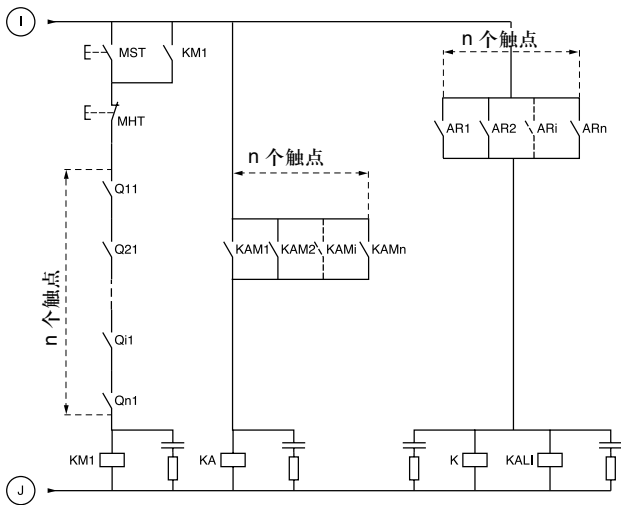 I
MST
KM1
n 个触点
MHT
AR1
AR2
ARi
ARn
n 个触点
Q11
Q21
KAM1
KAM2
KAMi
KAMn
n 个触点
Qi1
Qn1
KM1
KA
K
KALI
J